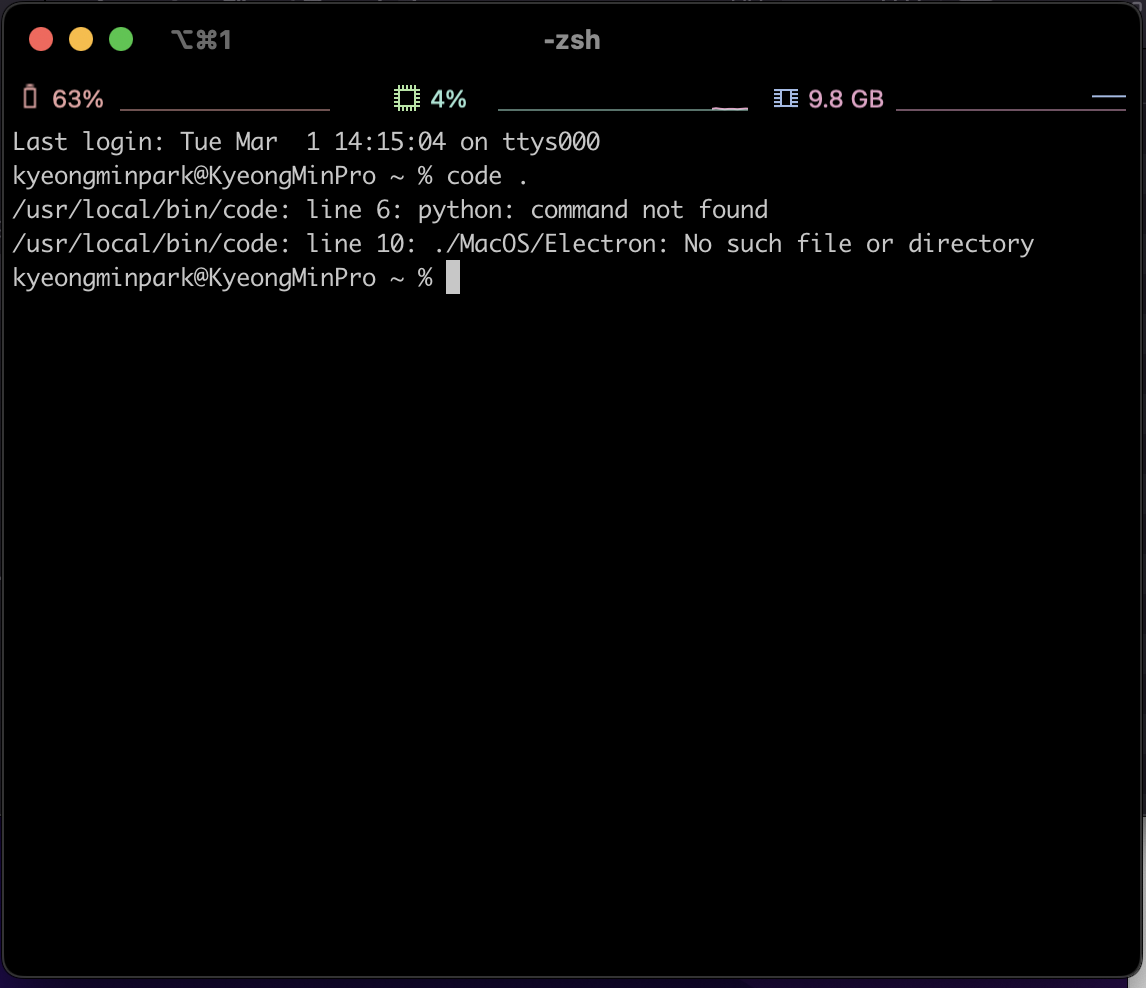 ⌥⌘1
-zsh
63% 4% 9.8 GB
Last login: Tue Mar  1 14:15:04 on ttys000
kyeongminpark@KyeongMinPro ~ % code .
/usr/local/bin/code: line 6: python: command not found
/usr/local/bin/code: line 10: ./MacOS/Electron: No such file or directory
kyeongminpark@KyeongMinPro ~ %